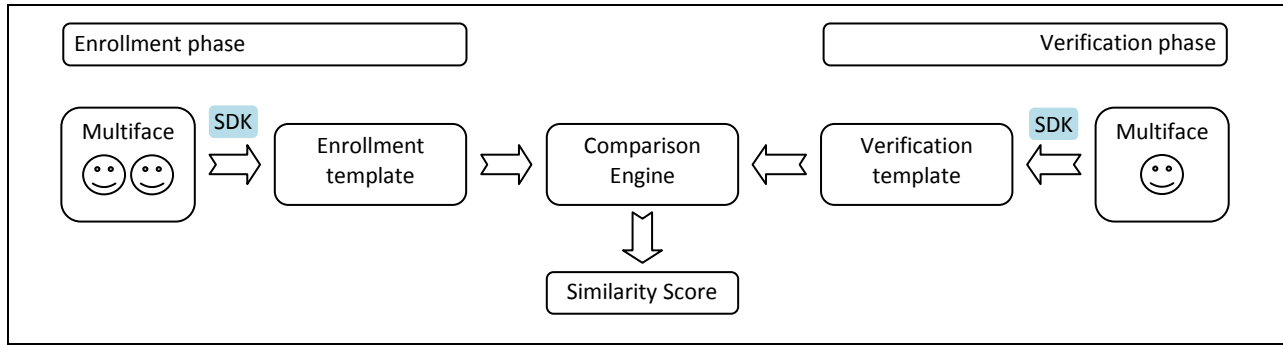 Enrollment phase
Verification phase
Multiface
SDK
Enrollment
template
Comparison
Engine
Verification
template
SDK
Multiface
Similarity Score